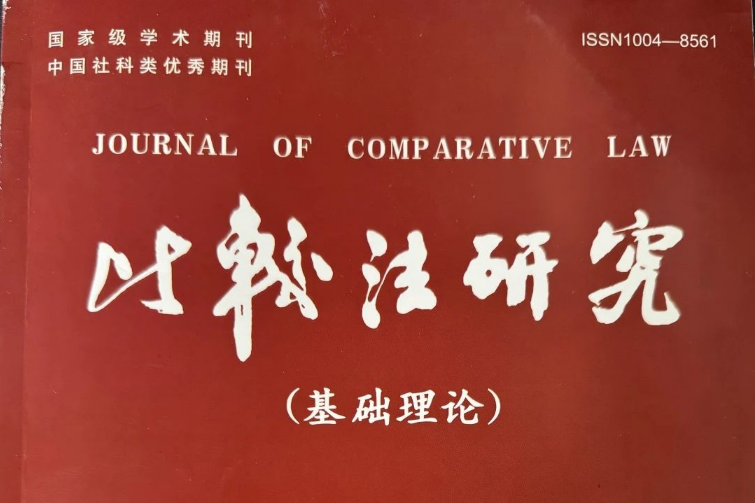 国家级学术期刊
中国社科类优秀期刊
ISSN1004—8561
JOURNAL OF COMPARATIVE LAW
比較法研究
（基础理论）